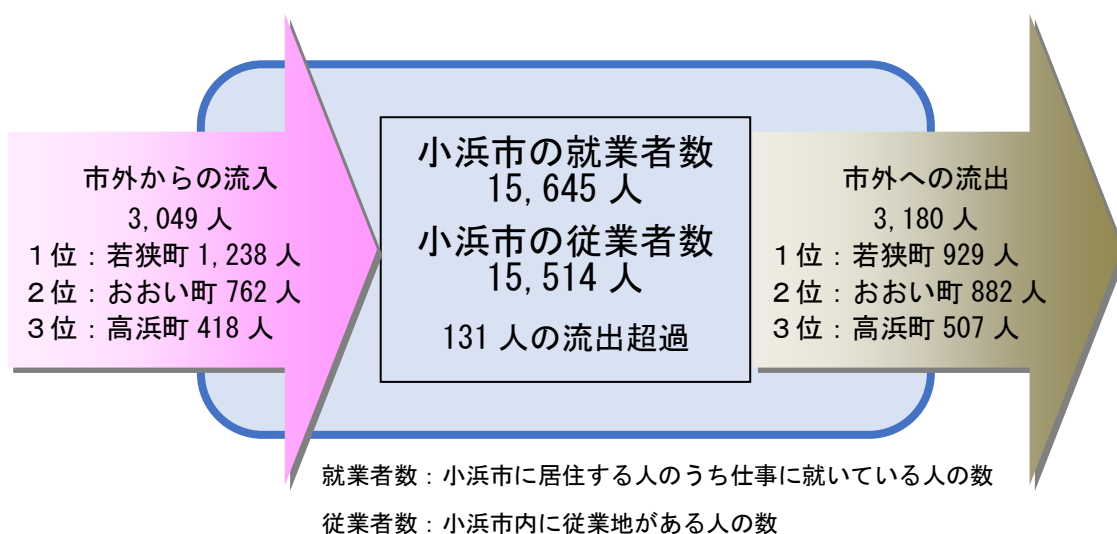 市外からの流入
3,049 人
1位：若狭町 1,238 人
2位：おおい町 762 人
3位：高浜町 418 人
小浜市の就業者数
15,645 人
小浜市の従業者数
15,514 人
131 人の流出超過
市外への流出
3,180 人
1位：若狭町 929 人
2位：おおい町 882 人
3位：高浜町 507 人
就業者数：小浜市に居住する人のうち仕事に就いている人の数
従業者数：小浜市内に従業地がある人の数